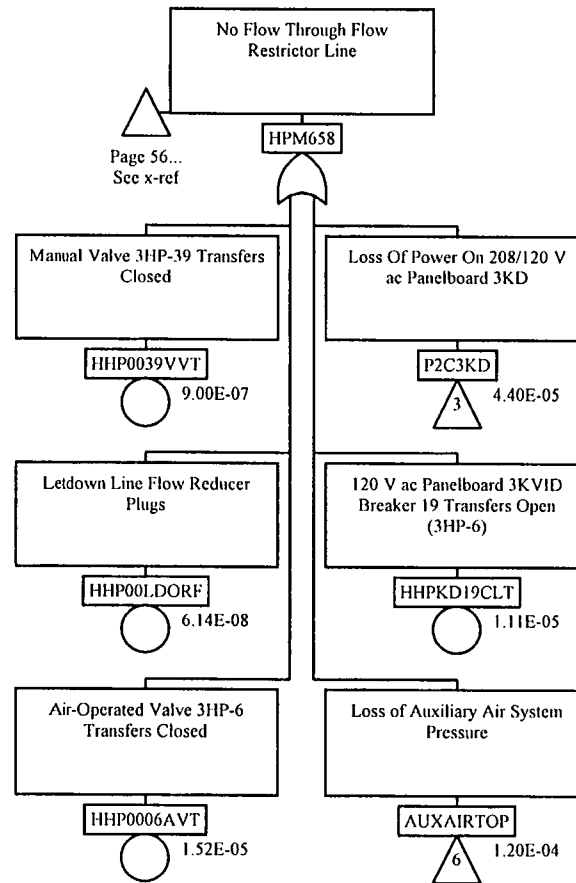 No Flow Through Flow
Restrictor Line
HPM658
Page 56...
See x-ref
Manual Valve 3HP-39 Transfers
Closed
HHP0039VVT
9.00E-07
Loss Of Power On 208/120 V
ac Panelboard 3KD
P2C3KD
3
4.40E-05
Letdown Line Flow Reducer
Plugs
HHP00LDORF
6.14E-08
120 V ac Panelboard 3KVID
Breaker 19 Transfers Open
(3HP-6)
HHPKD19CLT
1.11E-05
Air-Operated Valve 3HP-6
Transfers Closed
HHP0006AVT
1.52E-05
Loss of Auxiliary Air System
Pressure
AUXAIRTOP
6
1.20E-04